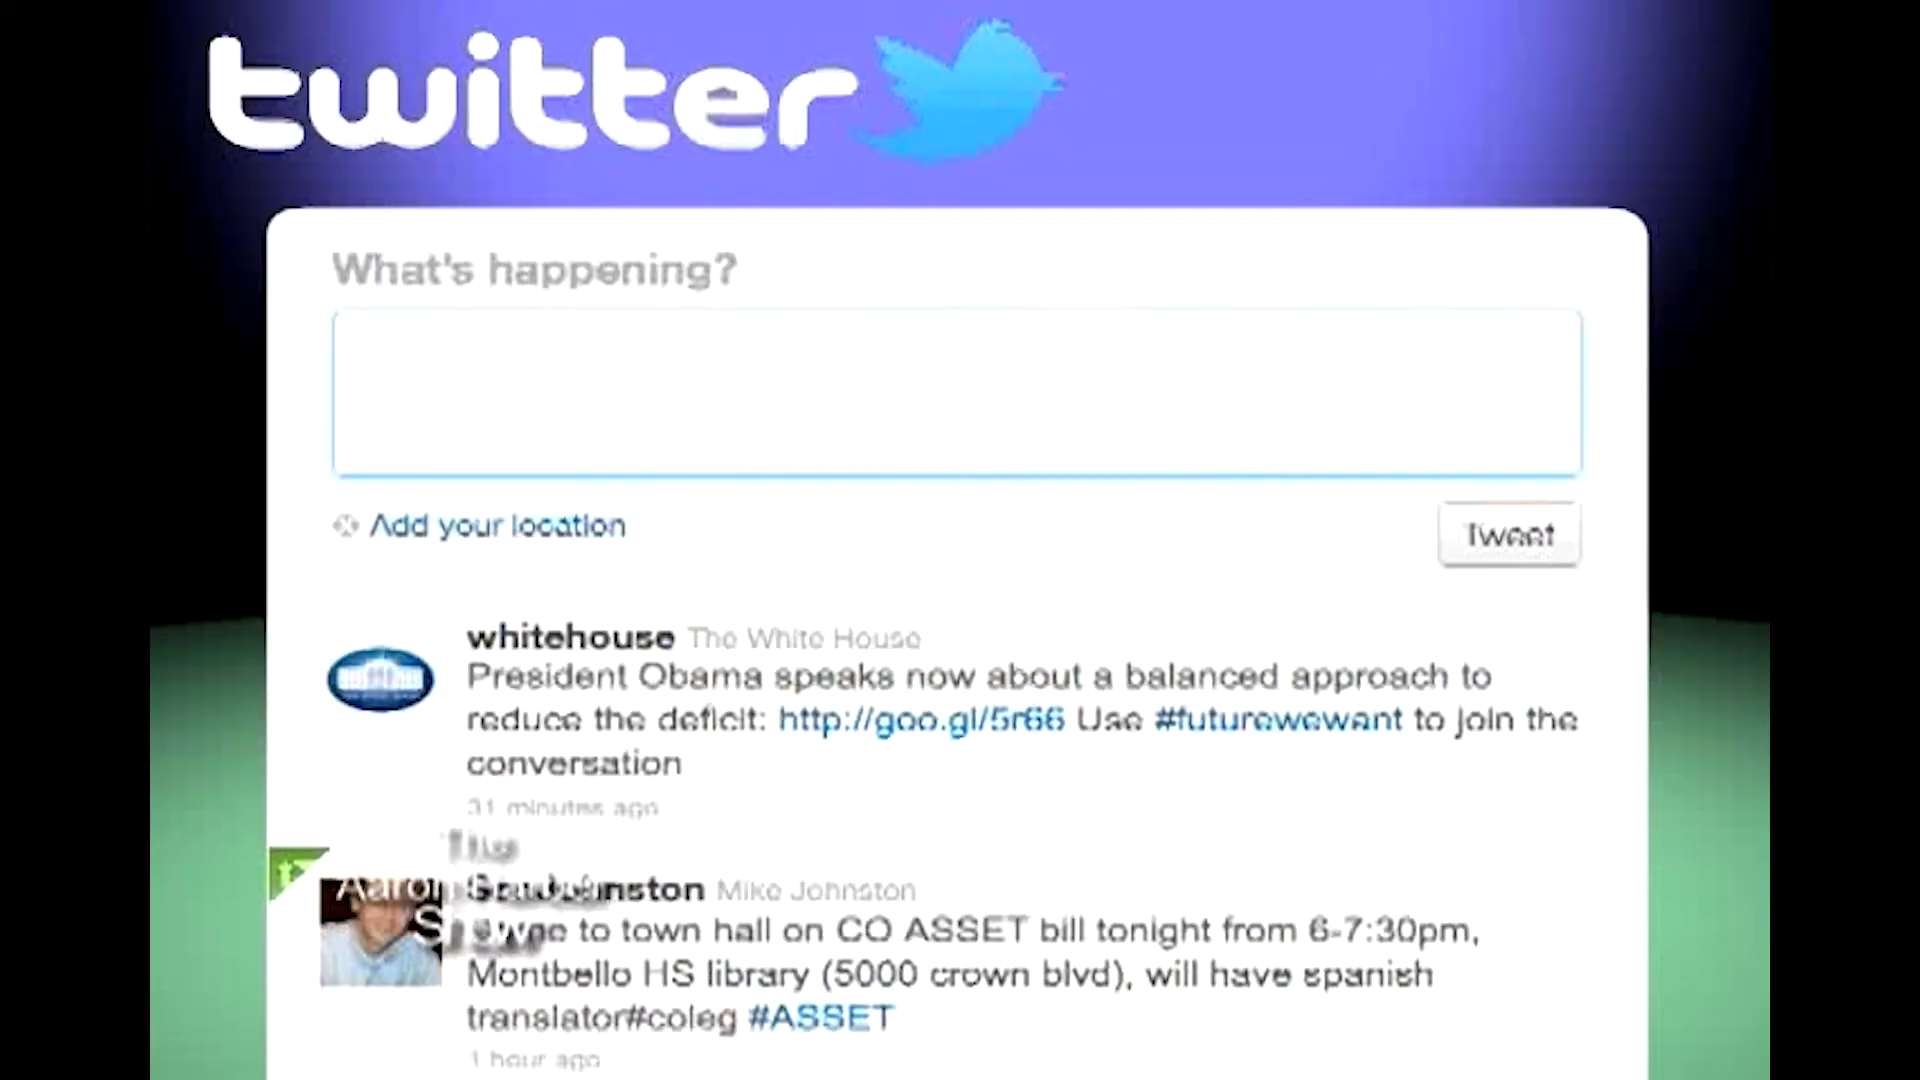 twitter
What's happening?
Add your location
Tweet
whitehouse The White House
President Obama speaks now about a balanced approach to
reduce the deficit: http://goo.gl/5r66 Use #futurewewant to join the
conversation
31 minutes ago
The
Aaron
Mike Johnston
to town hall on CO ASSET bill tonight from 6-7:30pm,
Montbello HS library (5000 crown blvd), will have spanish
translator#coleg #ASSET
1 hour ago